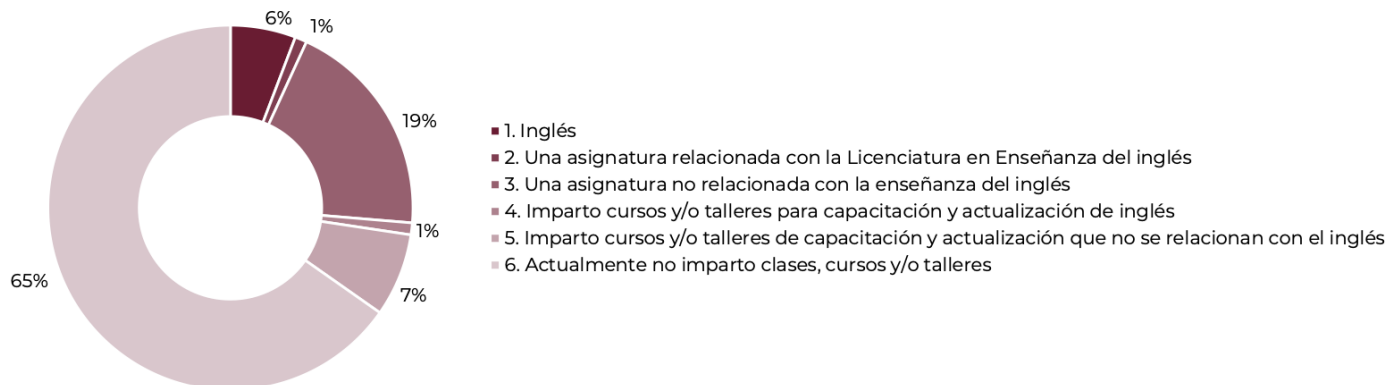 6%
1%
19%
1. Inglés
2. Una asignatura relacionada con la Licenciatura en Enseñanza del inglés
3. Una asignatura no relacionada con la enseñanza del inglés
4. Imparto cursos y/o talleres para capacitación y actualización de inglés
1%
5. Imparto cursos y/o talleres de capacitación y actualización que no se relacionan con el inglés
6. Actualmente no imparto clases, cursos y/o talleres
65%
7%